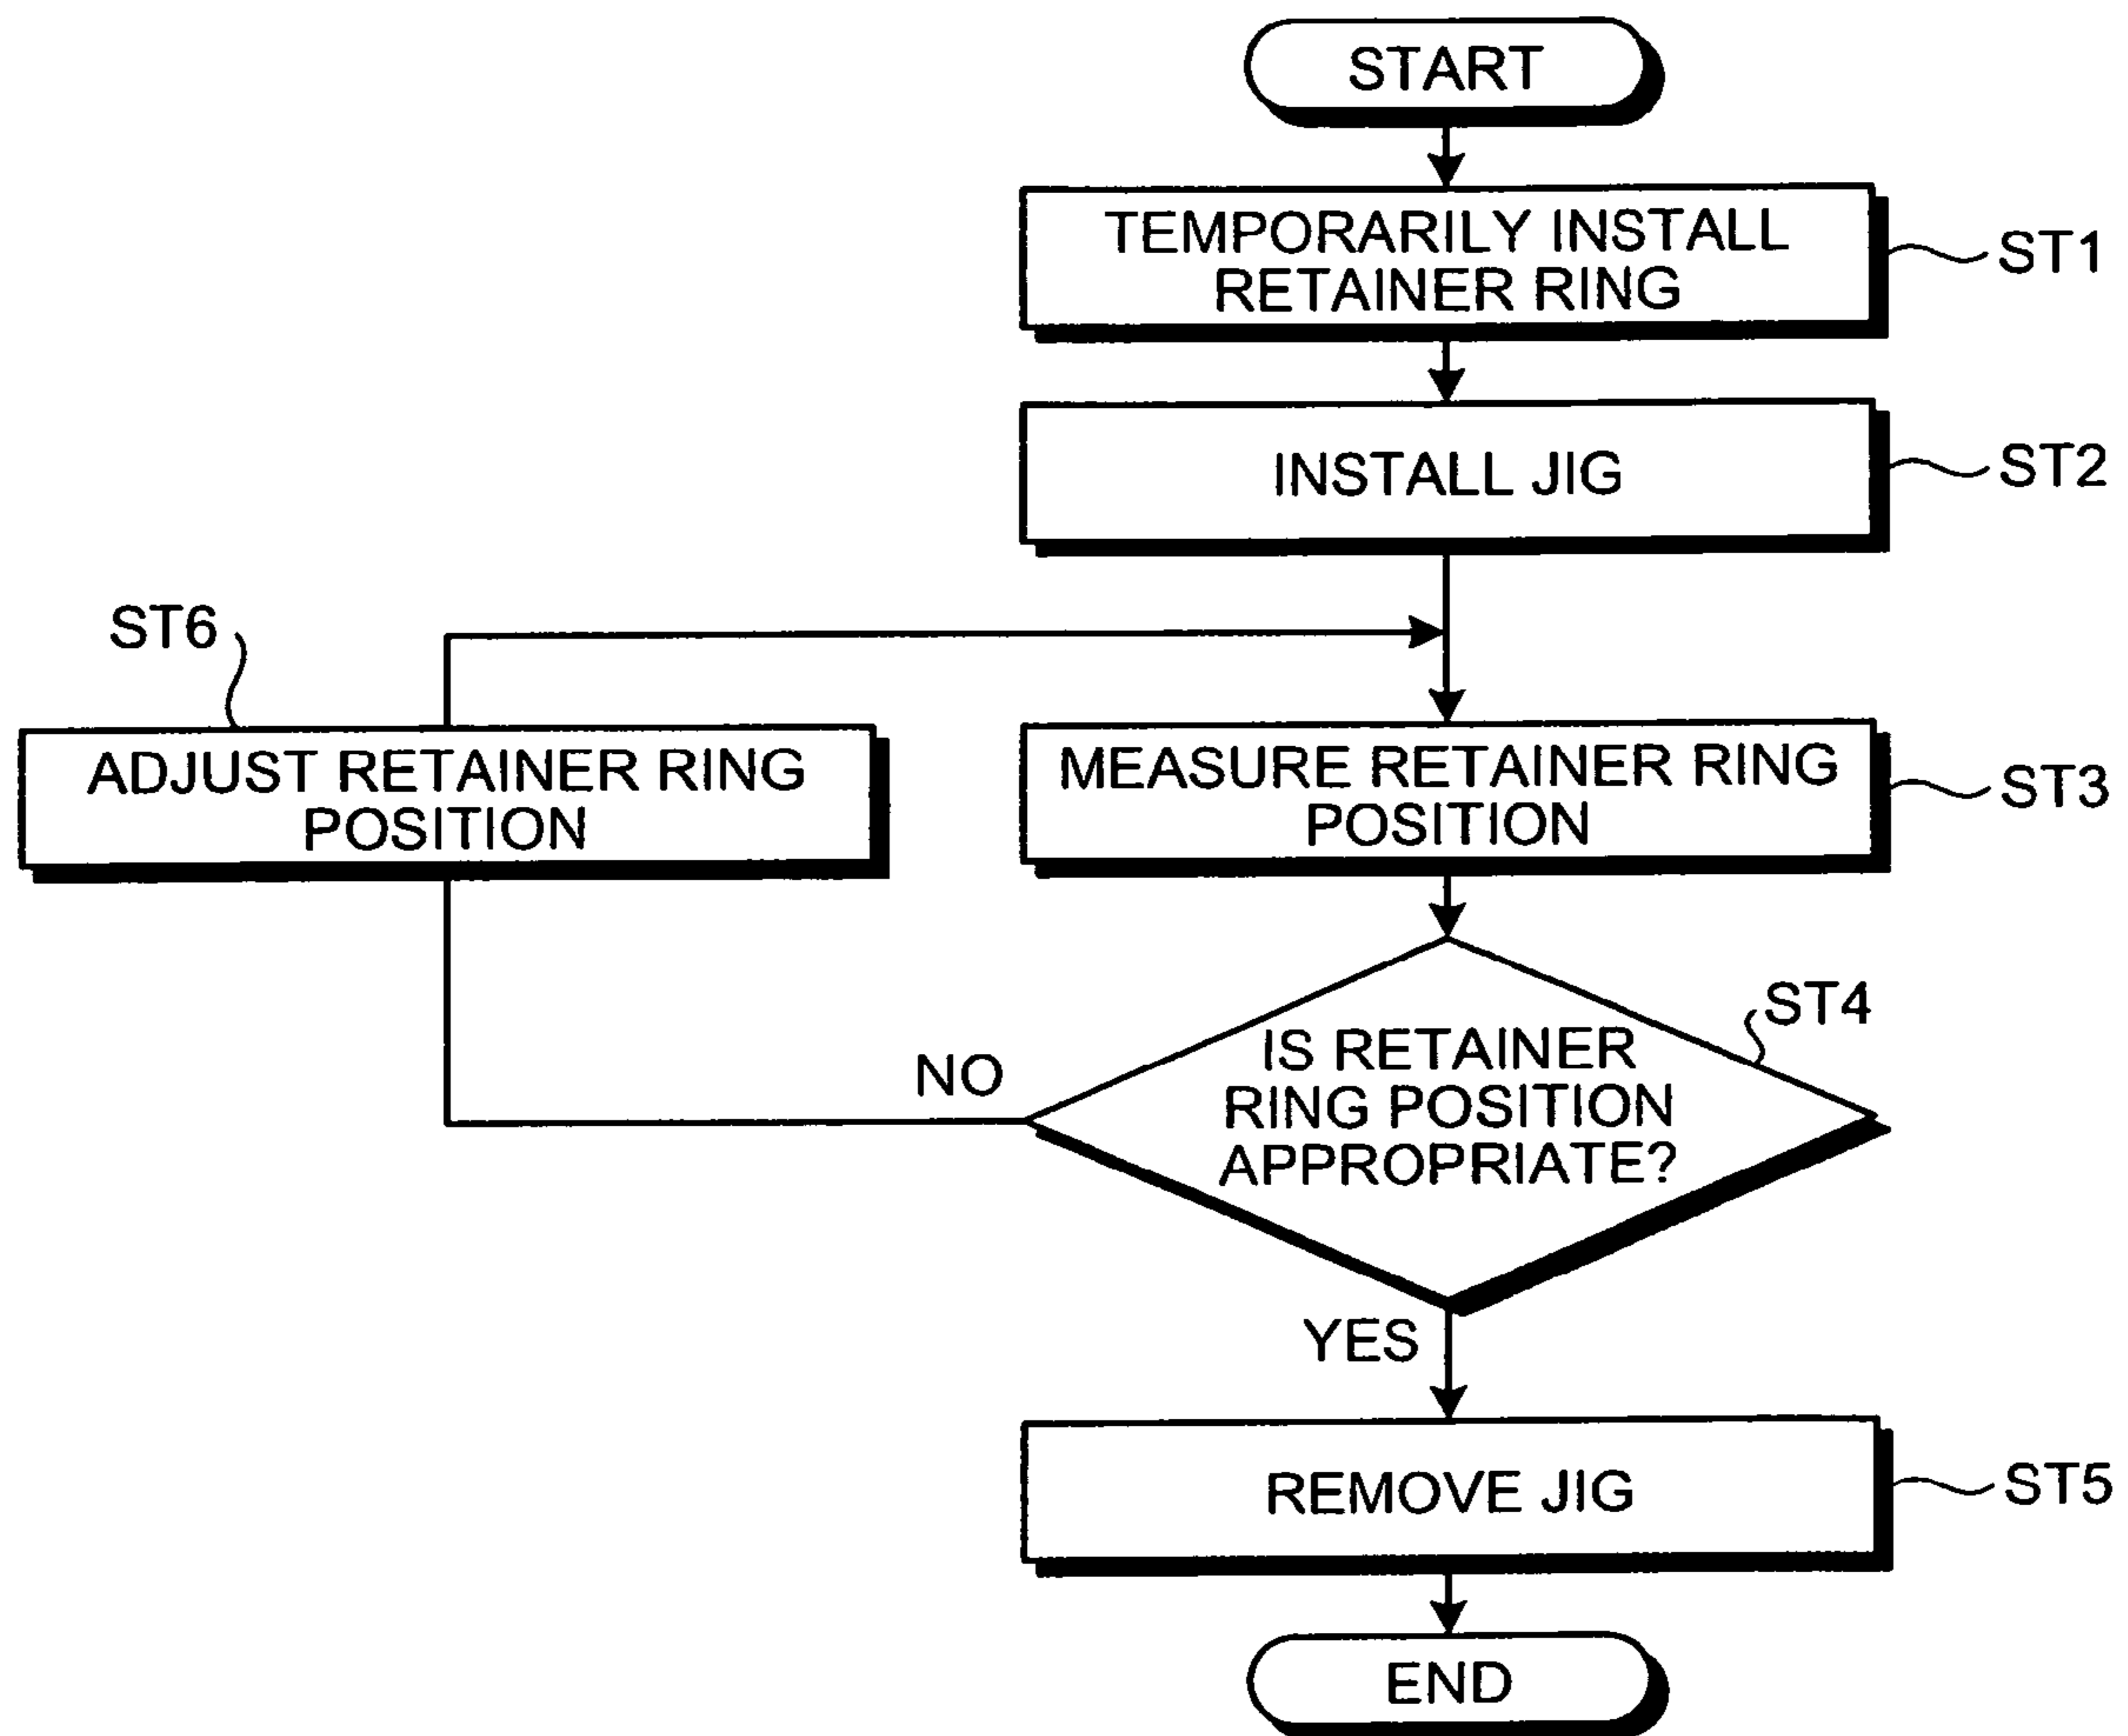 START
TEMPORARILY INSTALL
RETAINER RING
ST1
INSTALL JIG
ST2
ST6
ADJUST RETAINER RING
POSITION
MEASURE RETAINER RING
POSITION
ST3
ST4
IS RETAINER
RING POSITION
APPROPRIATE?
NO
YES
REMOVE JIG
ST5
END